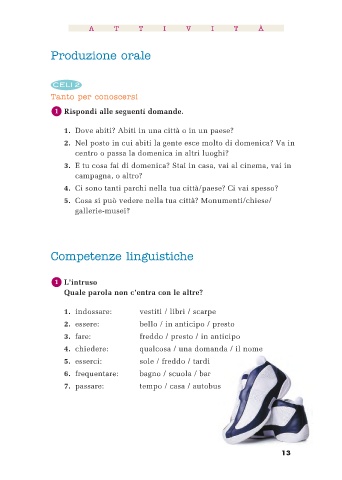 A T T I V I T À
Produzione orale
CELI 2
Tanto per conoscersi
1 Rispondi alle seguenti domande.
1. Dove abiti? Abiti in una città o in un paese?
2. Nel posto in cui abiti la gente esce molto di domenica? Va in
centro o passa la domenica in altri luoghi?
3. E tu cosa fai di domenica? Stai in casa, vai al cinema, vai in
campagna, o altro?
4. Ci sono tanti parchi nella tua città/paese? Ci vai spesso?
5. Cosa si può vedere nella tua città? Monumenti/chiese/
gallerie-musei?
Competenze linguistiche
1 L'intruso
Quale parola non c'entra con le altre?
1. indossare: vestiti / libri / scarpe
2. essere: bello / in anticipo / presto
3. fare: freddo / presto / in anticipo
4. chiedere: qualcosa / una domanda / il nome
5. esserci: sole / freddo / tardi
6. frequentare: bagno / scuola / bar
7. passare: tempo / casa / autobus
13